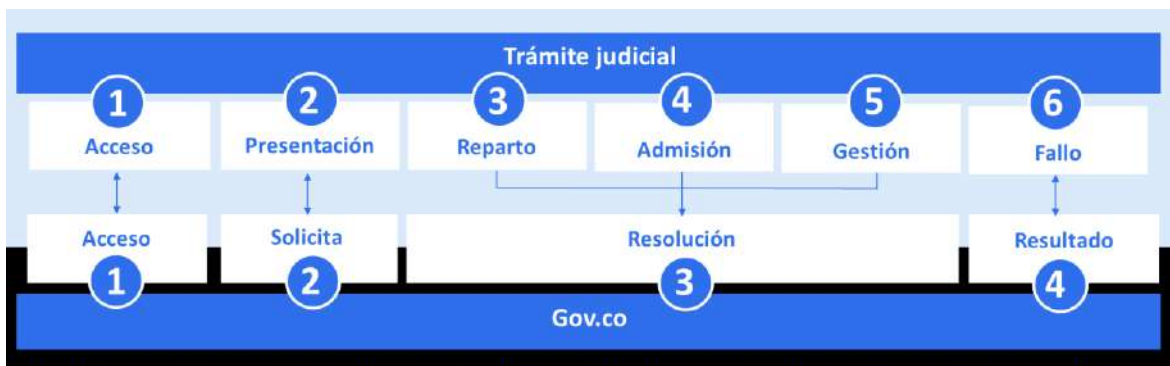 Trámite judicial
1 2 3 4 5 6
Acceso Presentación Reparto Admisión Gestión Fallo
Acceso Solicita Resolución Resultado
1 2 3 4
Gov.co